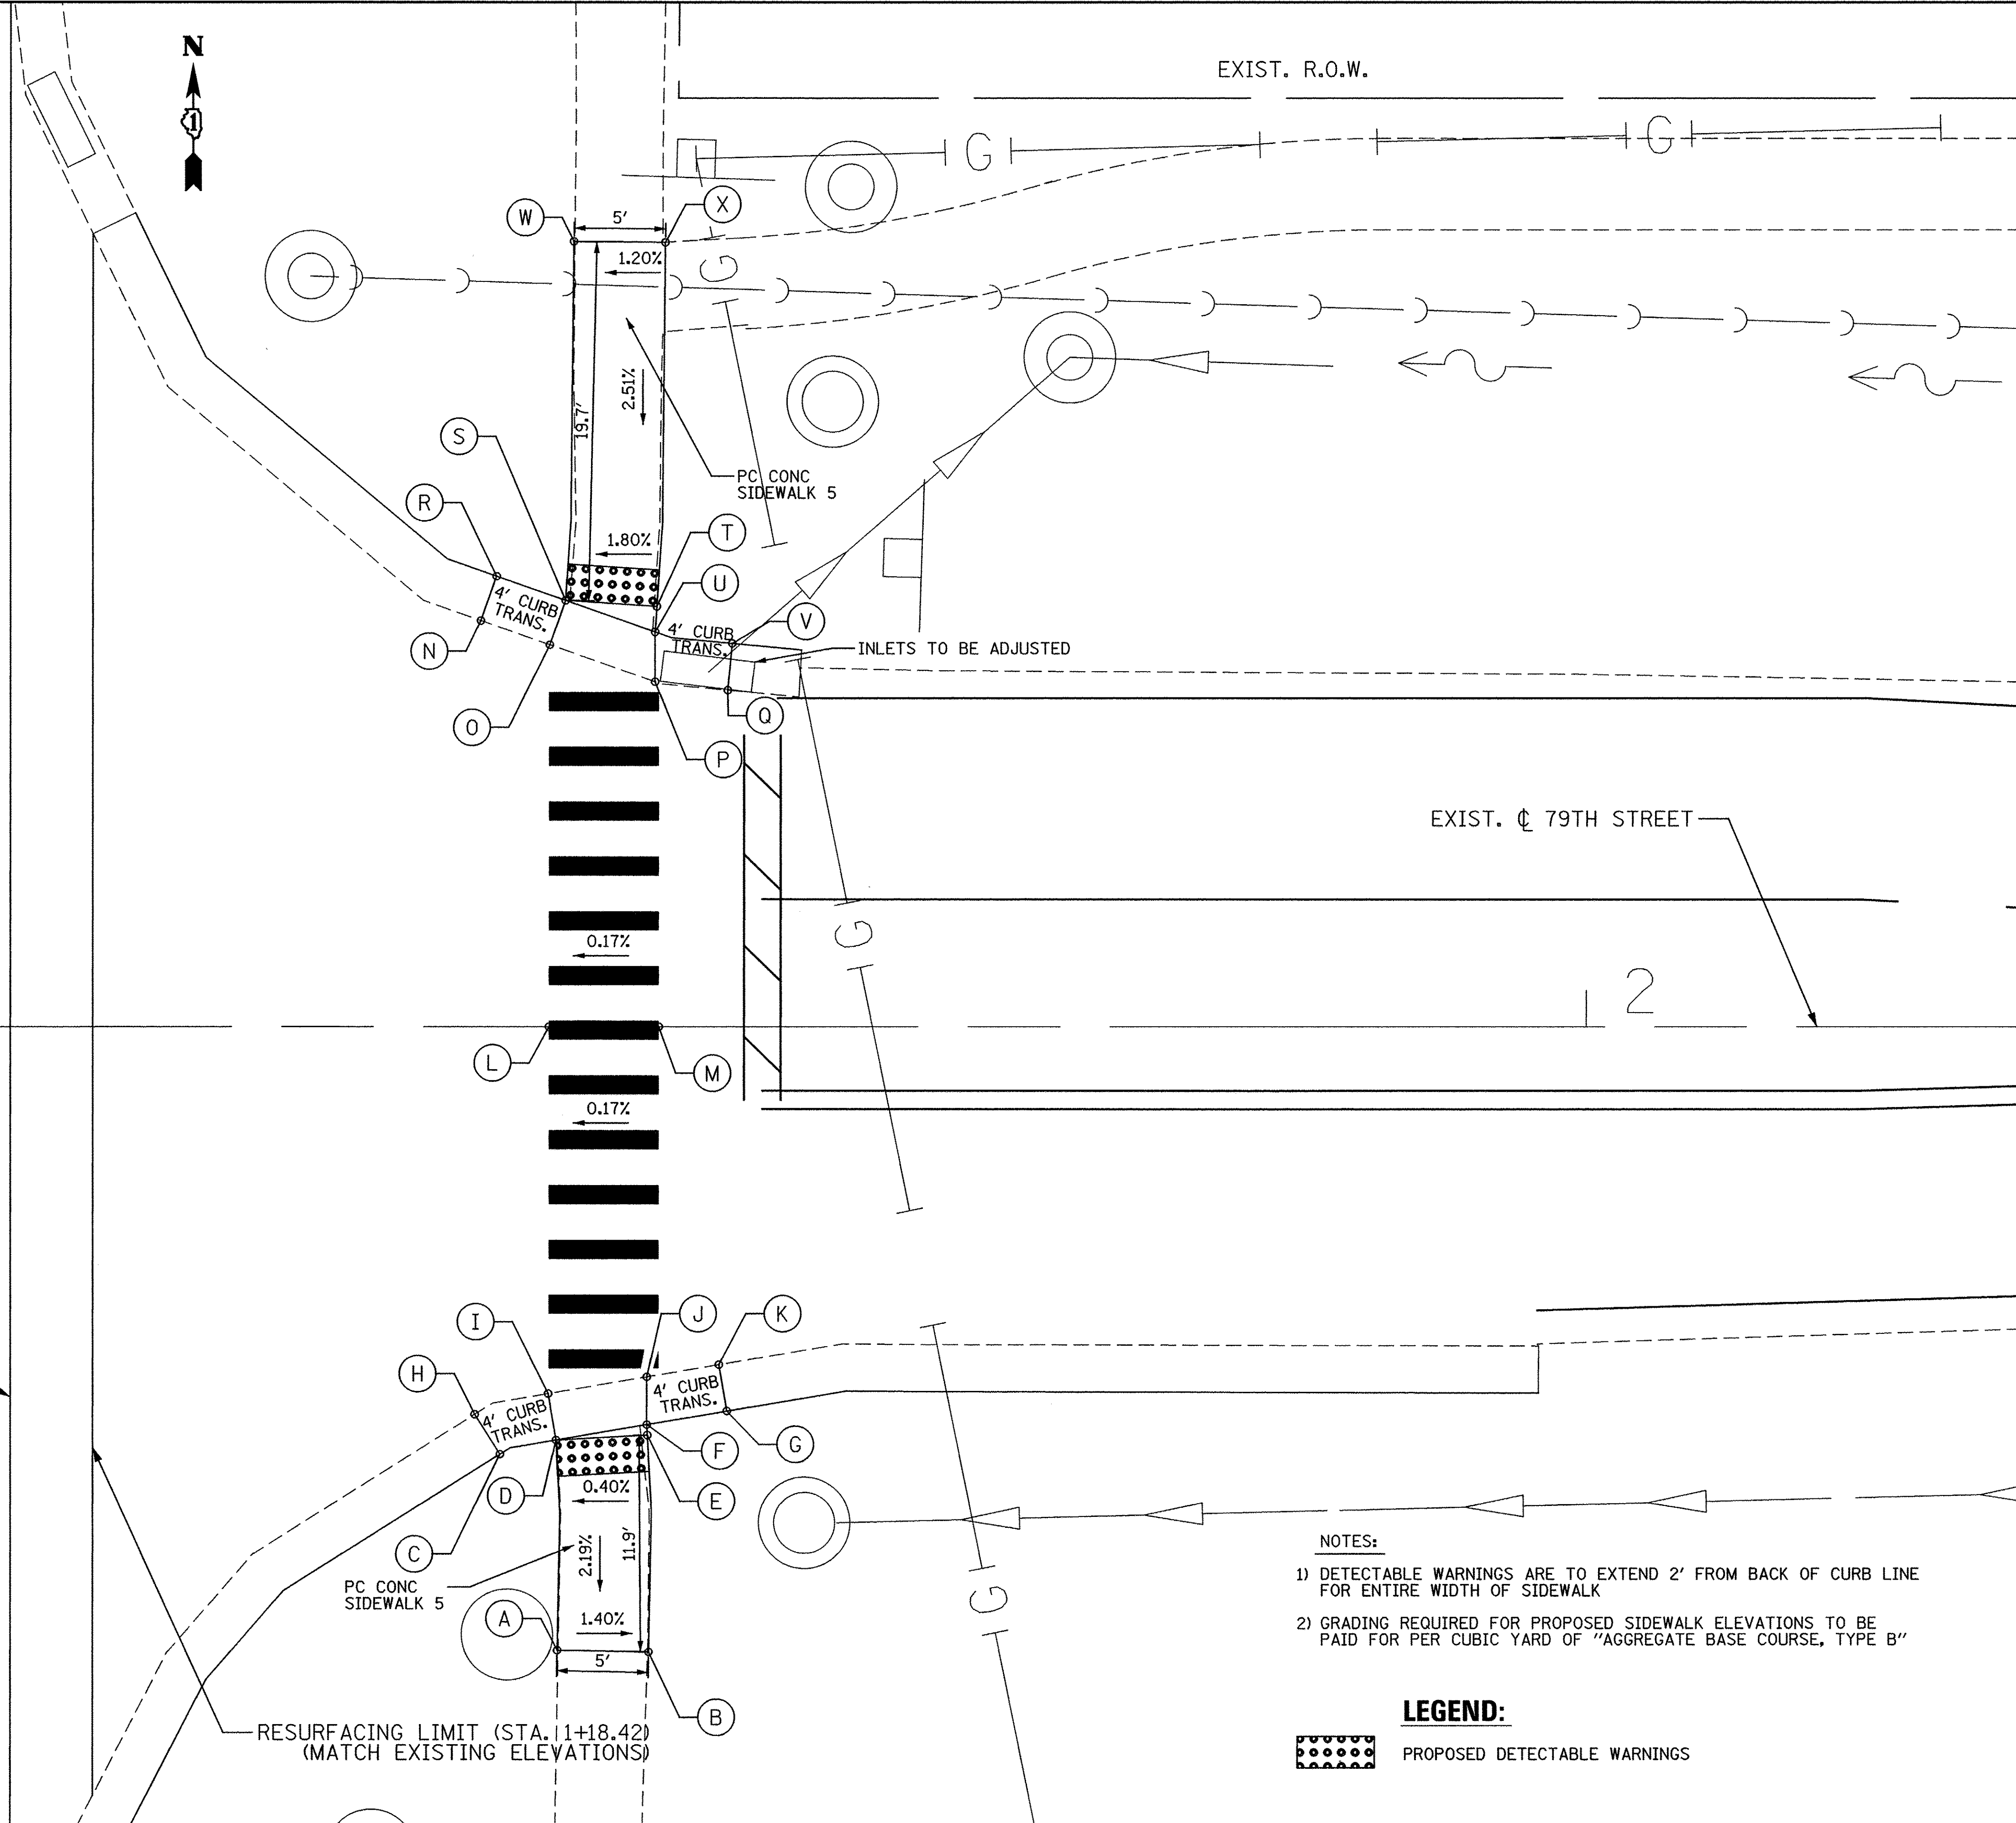 N
1
EXIST. R.O.W.
G
G
W
5'
X
1.20%
G
2.51%
19.7'
S
R
PC CONC
SIDEWALK 5
T
1.80%
U
4' CURB
TRANS.
V
4' CURB
TRANS.
N
INLETS TO BE ADJUSTED
O
Q
P
EXIST. ℄ 79TH STREET
G
0.17%
2
L
M
0.17%
I
J
K
H
4' CURB
TRANS.
4' CURB
TRANS.
D
F
G
0.40%
E
C
2.19%
11.9'
PC CONC
SIDEWALK 5
A
1.40%
5'
B
G
NOTES:
1) DETECTABLE WARNINGS ARE TO EXTEND 2' FROM BACK OF CURB LINE
FOR ENTIRE WIDTH OF SIDEWALK
2) GRADING REQUIRED FOR PROPOSED SIDEWALK ELEVATIONS TO BE
PAID FOR PER CUBIC YARD OF "AGGREGATE BASE COURSE, TYPE B"
RESURFACING LIMIT (STA. 1+18.42)
(MATCH EXISTING ELEVATIONS)
LEGEND:
PROPOSED DETECTABLE WARNINGS